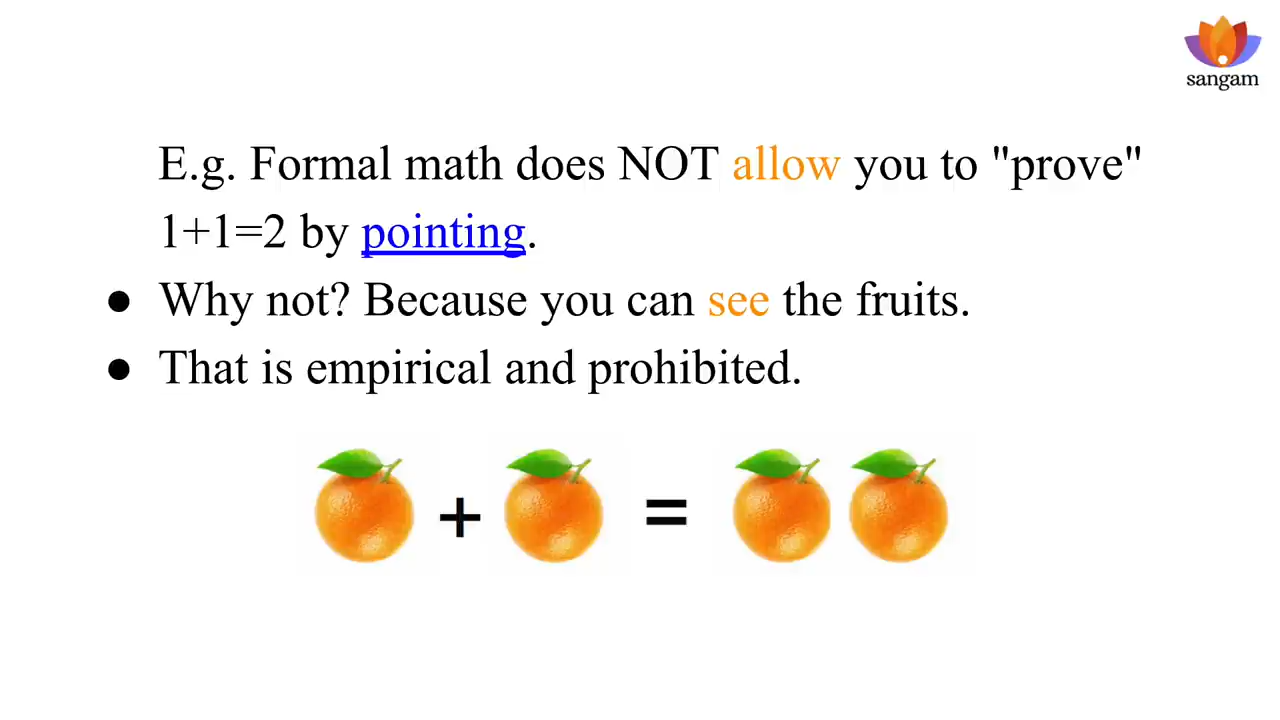 sangam
E.g. Formal math does NOT allow you to "prove"
1+1=2 by pointing.
● Why not? Because you can see the fruits.
● That is empirical and prohibited.
+ =